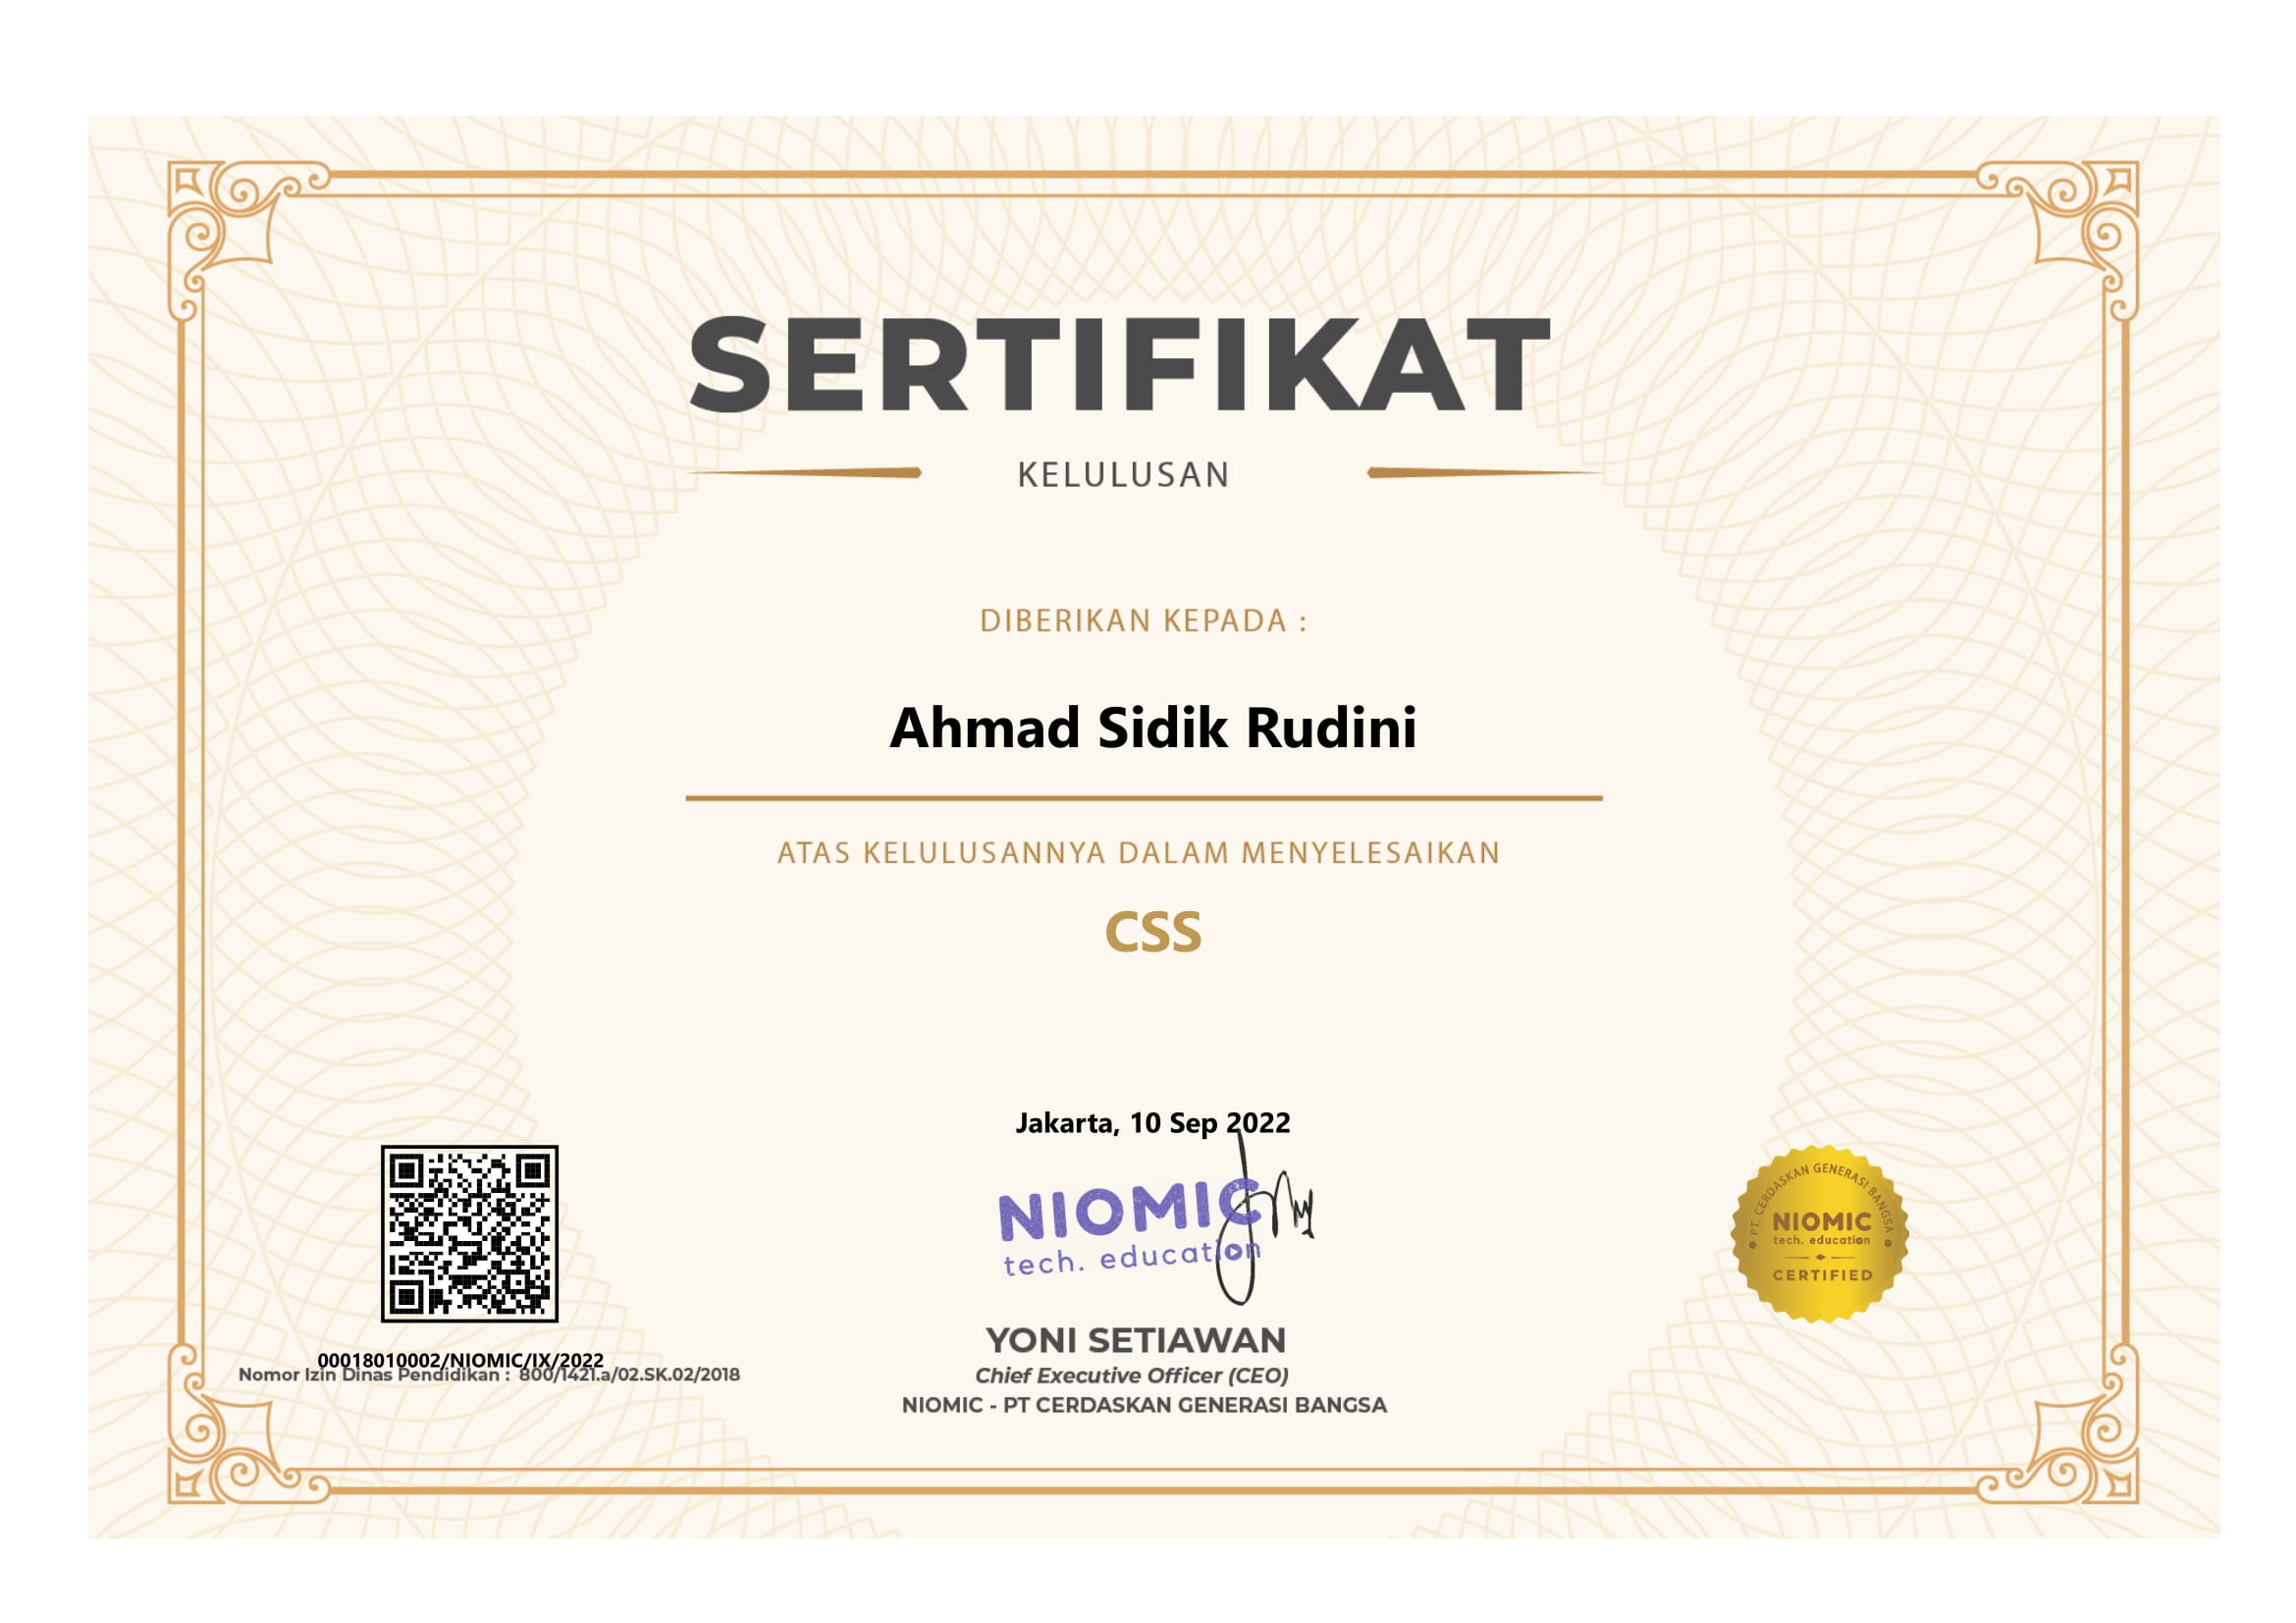 SERTIFIKAT
KELULUSAN
DIBERIKAN KEPADA :
Ahmad Sidik Rudini
ATAS KELULUSANNYA DALAM MENYELESAIKAN
CSS
Jakarta, 10 Sep 2022
NIOMIC
tech. education
YONI SETIAWAN
Chief Executive Officer (CEO)
NIOMIC - PT CERDASKAN GENERASI BANGSA
00018010002/NIOMIC/IX/2022
Nomor Izin Dinas Pendidikan : 800/1421.a/02.SK.02/2018
PT. CERDASKAN GENERASI BANGSA
NIOMIC
tech. education
CERTIFIED